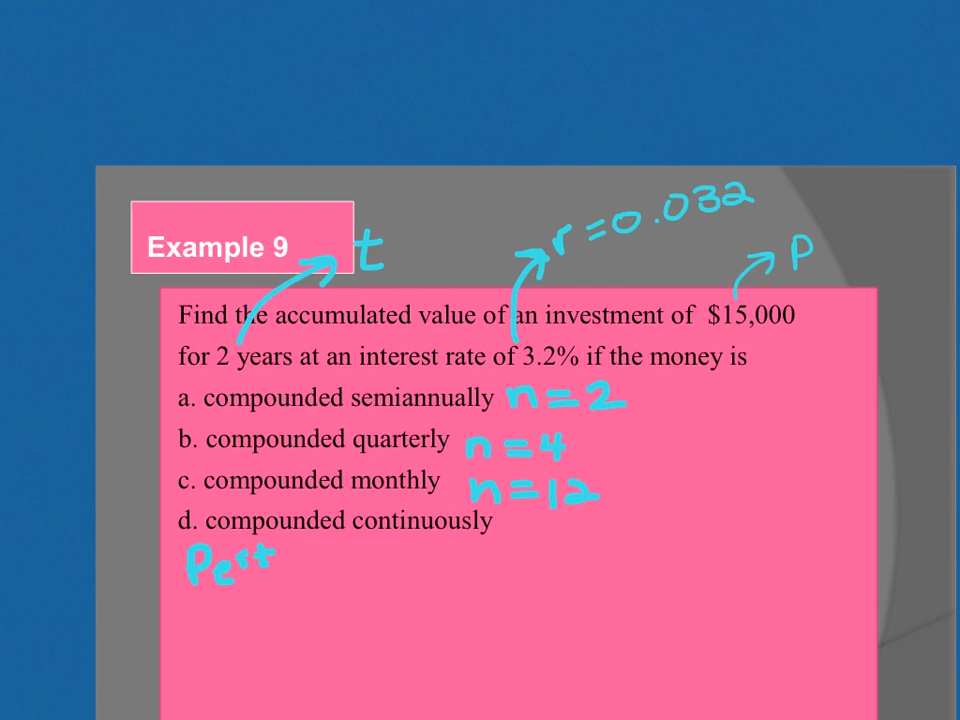 r = 0.032
Example 9 t
P
Find the accumulated value of an investment of $15,000
for 2 years at an interest rate of 3.2% if the money is
a. compounded semiannually n = 2
b. compounded quarterly n = 4
c. compounded monthly n = 12
d. compounded continuously
Pert